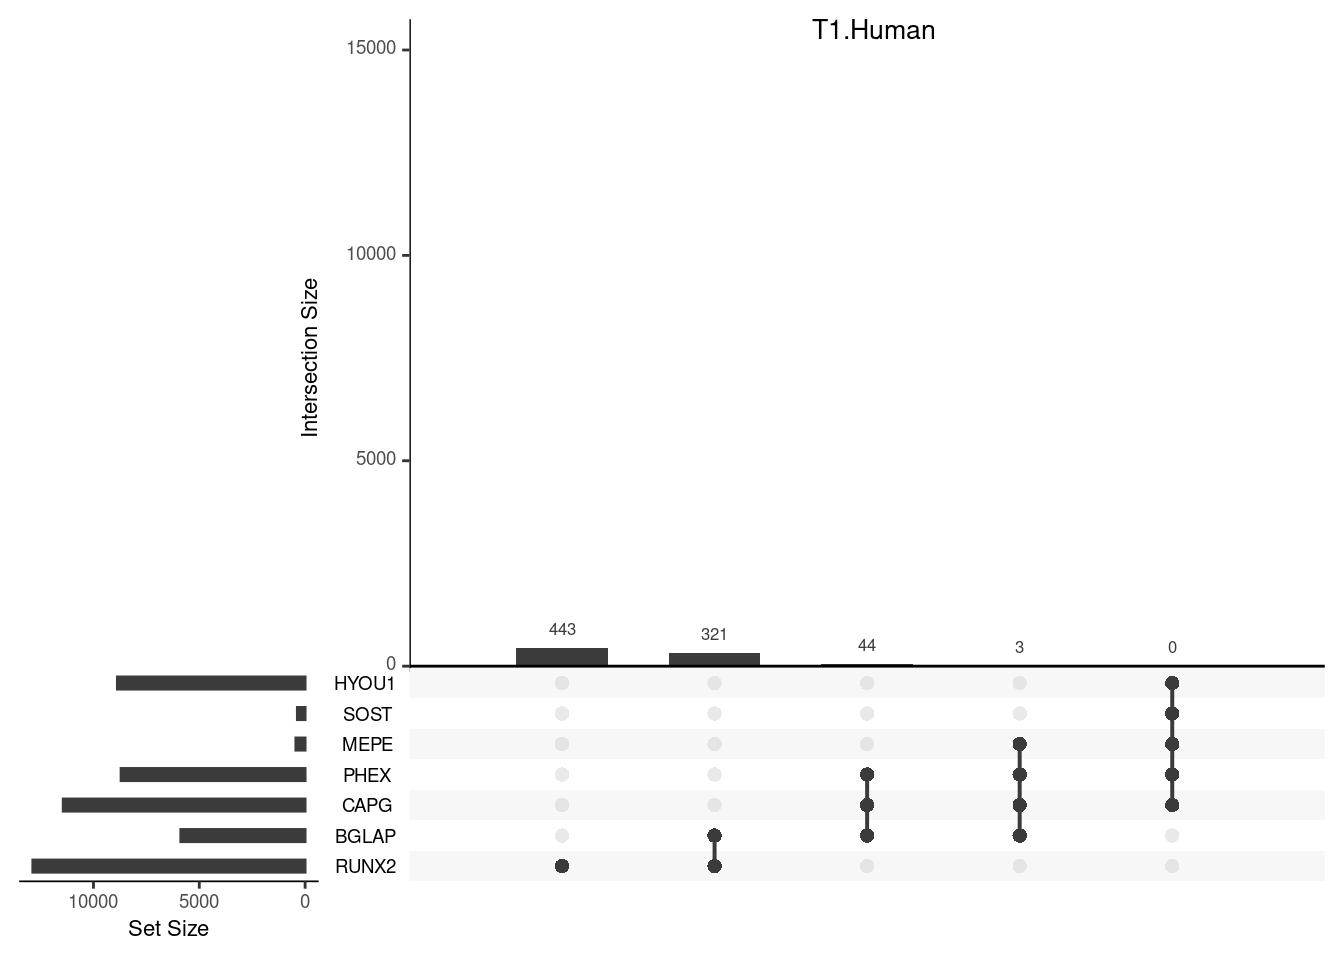 T1.Human
15000
10000
5000
0
Intersection Size
443
321
44
3
0
HYOU1
SOST
MEPE
PHEX
CAPG
BGLAP
RUNX2
10000 5000 0
Set Size